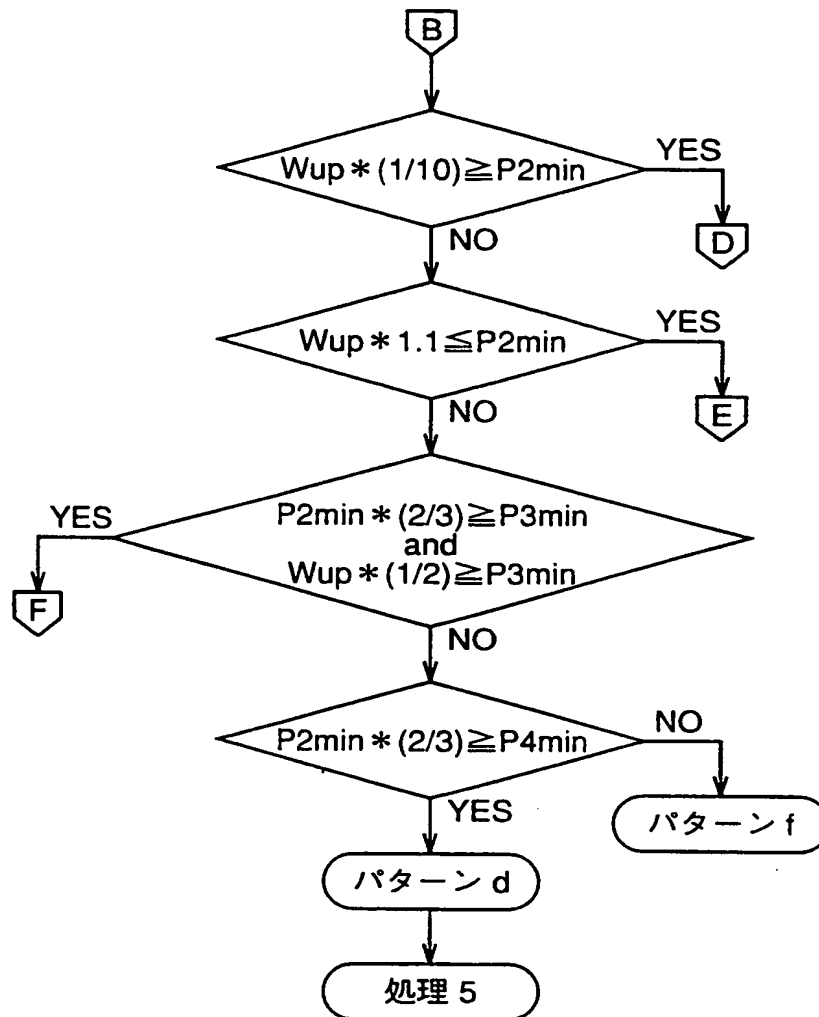 B
Wup*(1/10)≧P2min
YES
D
NO
Wup*1.1≦P2min
YES
E
NO
P2min*(2/3)≧P3min
and
Wup*(1/2)≧P3min
YES
F
NO
P2min*(2/3)≧P4min
NO
パターン f
YES
パターン d
処理 5